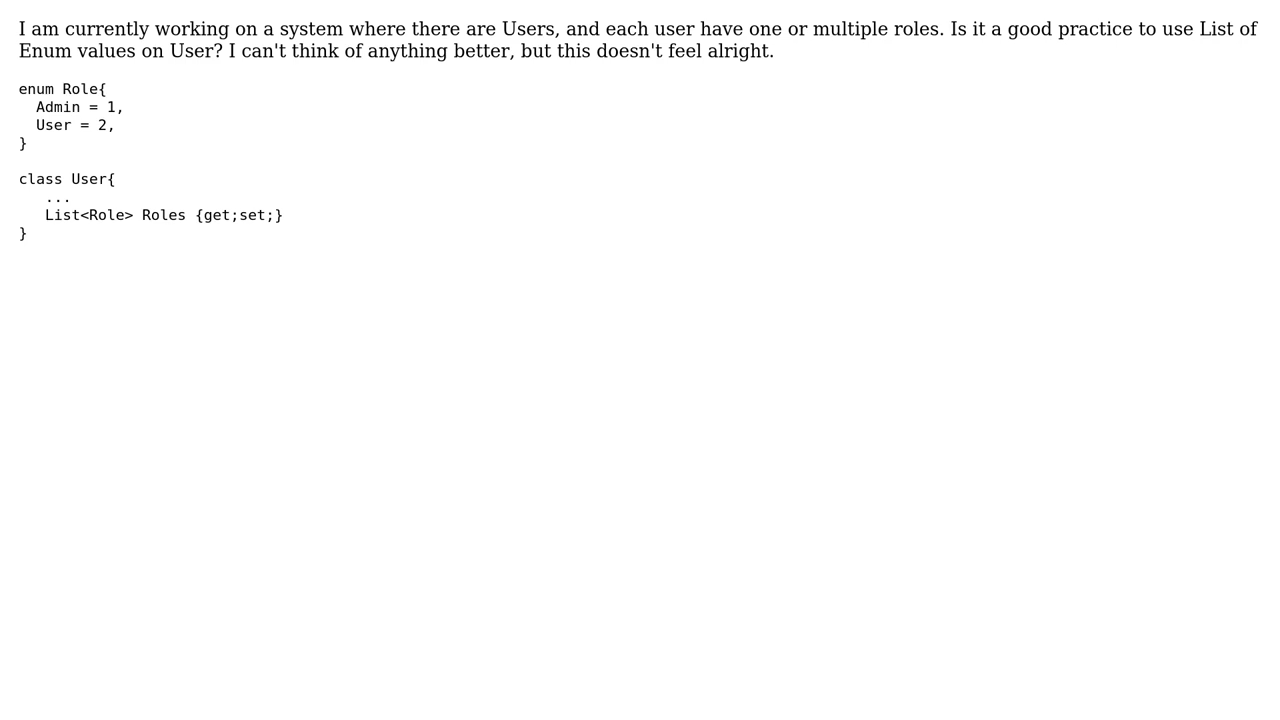 I am currently working on a system where there are Users, and each user have one or multiple roles. Is it a good practice to use List of
Enum values on User? I can't think of anything better, but this doesn't feel alright.
enum Role{
  Admin = 1,
  User = 2,
}
class User{
   ...
   List<Role> Roles {get;set;}
}